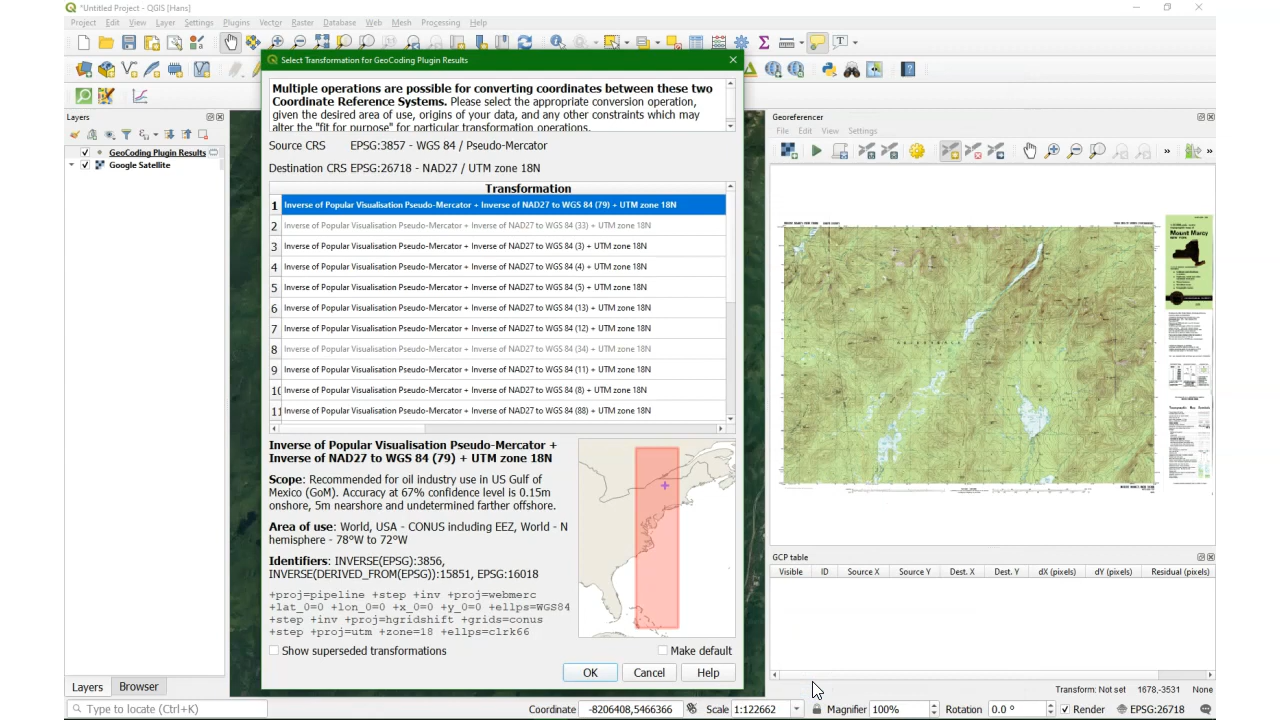 *Untitled Project - QGIS [Hans]
Project Edit View Layer Settings Plugins Vector Raster Database Web Mesh Processing Help
Select Transformation for GeoCoding Plugin Results
Multiple operations are possible for converting coordinates between these two
Coordinate Reference Systems. Please select the appropriate conversion operation,
given the desired area of use, origins of your data, and any other constraints which may
alter the "fit for purpose" for particular transformation operations.
Source CRS EPSG:3857 - WGS 84 / Pseudo-Mercator
Destination CRS EPSG:26718 - NAD27 / UTM zone 18N
Transformation
1 Inverse of Popular Visualisation Pseudo-Mercator + Inverse of NAD27 to WGS 84 (79) + UTM zone 18N
2 Inverse of Popular Visualisation Pseudo-Mercator + Inverse of NAD27 to WGS 84 (33) + UTM zone 18N
3 Inverse of Popular Visualisation Pseudo-Mercator + Inverse of NAD27 to WGS 84 (3) + UTM zone 18N
4 Inverse of Popular Visualisation Pseudo-Mercator + Inverse of NAD27 to WGS 84 (4) + UTM zone 18N
5 Inverse of Popular Visualisation Pseudo-Mercator + Inverse of NAD27 to WGS 84 (5) + UTM zone 18N
6 Inverse of Popular Visualisation Pseudo-Mercator + Inverse of NAD27 to WGS 84 (13) + UTM zone 18N
7 Inverse of Popular Visualisation Pseudo-Mercator + Inverse of NAD27 to WGS 84 (12) + UTM zone 18N
8 Inverse of Popular Visualisation Pseudo-Mercator + Inverse of NAD27 to WGS 84 (34) + UTM zone 18N
9 Inverse of Popular Visualisation Pseudo-Mercator + Inverse of NAD27 to WGS 84 (11) + UTM zone 18N
10 Inverse of Popular Visualisation Pseudo-Mercator + Inverse of NAD27 to WGS 84 (8) + UTM zone 18N
11 Inverse of Popular Visualisation Pseudo-Mercator + Inverse of NAD27 to WGS 84 (88) + UTM zone 18N
Inverse of Popular Visualisation Pseudo-Mercator +
Inverse of NAD27 to WGS 84 (79) + UTM zone 18N
Scope: Recommended for oil industry use in US Gulf of
Mexico (GoM). Accuracy at 67% confidence level is 0.15m
onshore, 5m nearshore and undetermined farther offshore.
Area of use: World, USA - CONUS including EEZ, World - N
hemisphere - 78°W to 72°W
Identifiers: INVERSE(EPSG):3856,
INVERSE(DERIVED_FROM(EPSG)):15851, EPSG:16018
+proj=pipeline +step +inv +proj=webmerc
+lat_0=0 +lon_0=0 +x_0=0 +y_0=0 +ellps=WGS84
+step +inv +proj=hgridshift +grids=conus
+step +proj=utm +zone=18 +ellps=clrk66
Show superseded transformations Make default
OK Cancel Help
Layers
GeoCoding Plugin Results
Google Satellite
Layers Browser
Georeferencer
File Edit View Settings
Mount Marcy
NEW YORK
GCP table
Visible ID Source X Source Y Dest. X Dest. Y dX (pixels) dY (pixels) Residual (pixels)
Transform: Not set 1678,-3531 None
Type to locate (Ctrl+K) Coordinate -8206408,5466366 Scale 1:122662 Magnifier 100% Rotation 0.0 ° Render EPSG:26718